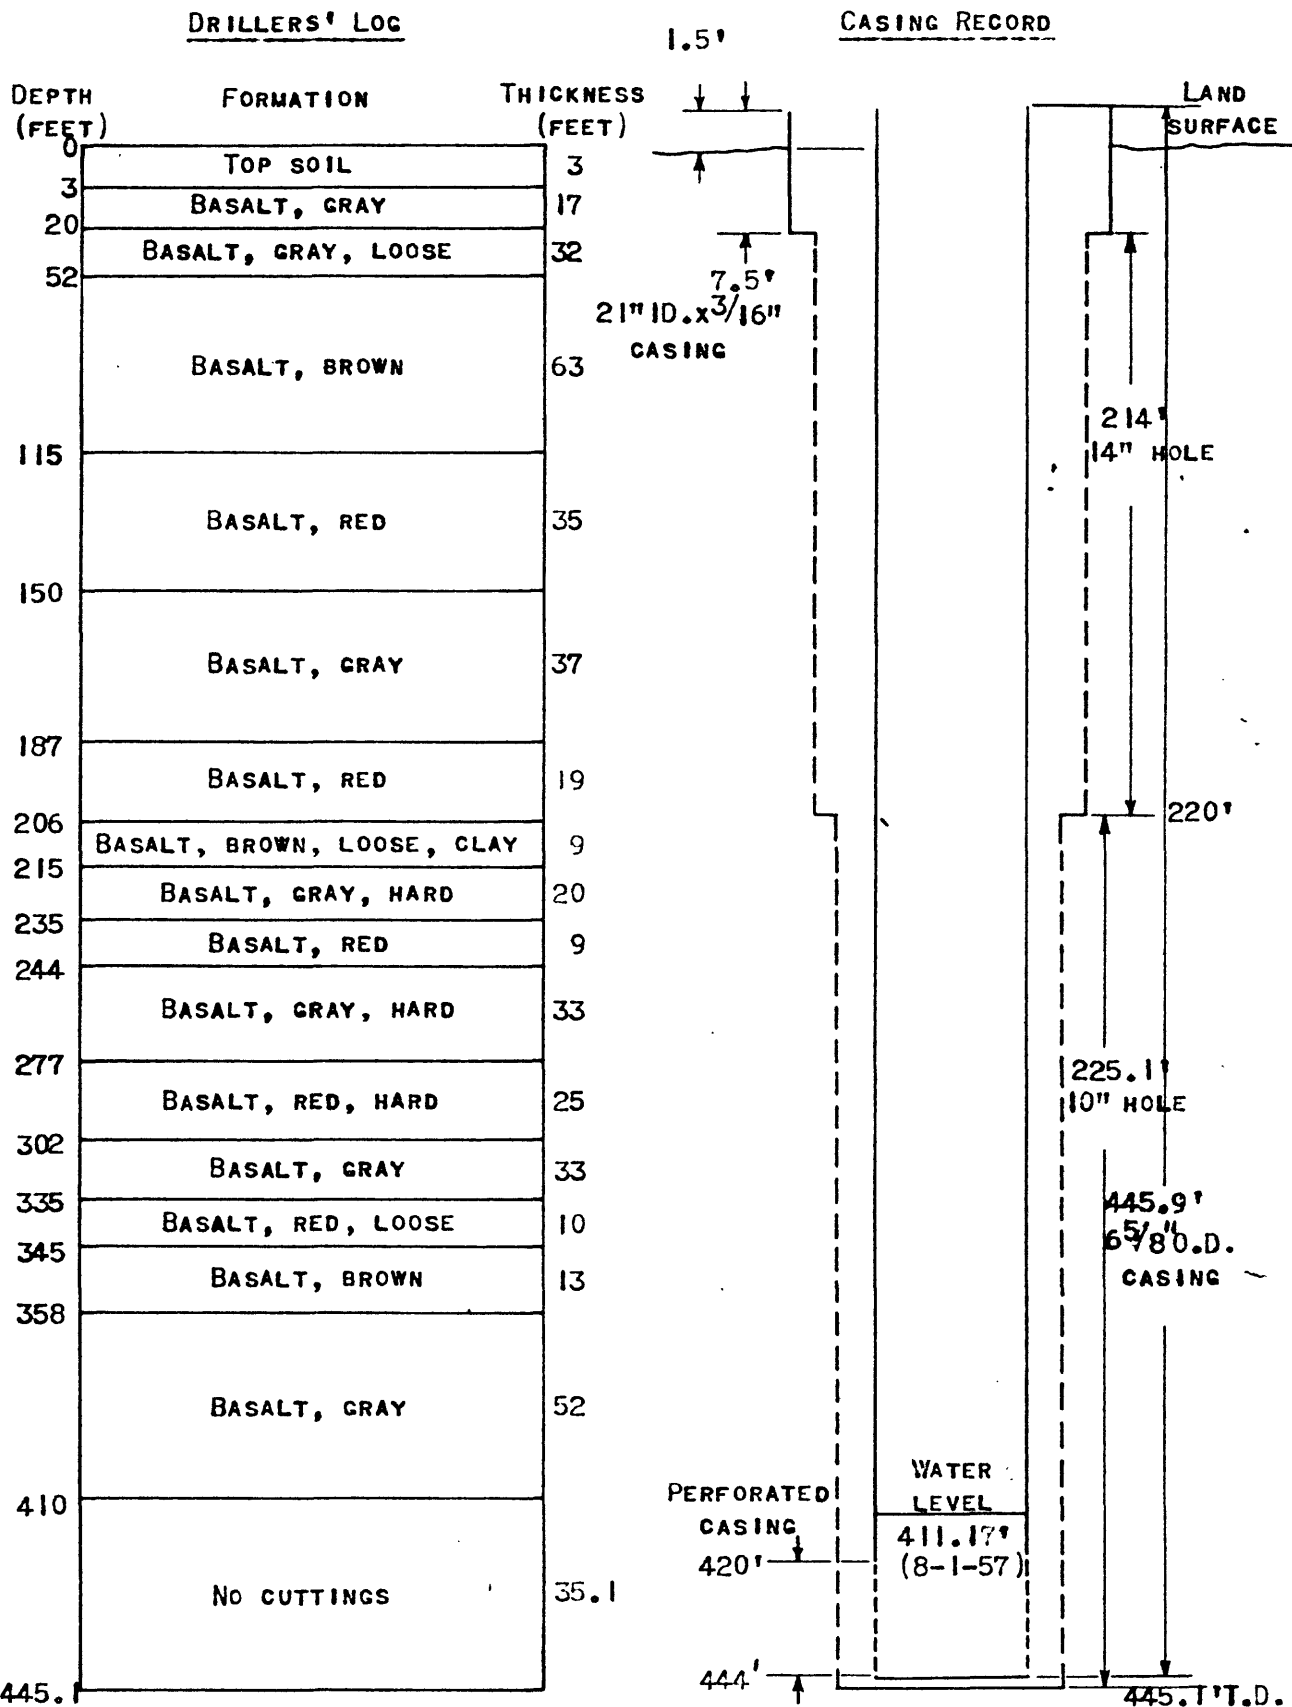 DRILLERS' LOG
DEPTH (FEET) FORMATION THICKNESS (FEET)
0
TOP SOIL 3
3
BASALT, GRAY 17
20
BASALT, GRAY, LOOSE 32
52
BASALT, BROWN 63
115
BASALT, RED 35
150
BASALT, GRAY 37
187
BASALT, RED 19
206
BASALT, BROWN, LOOSE, CLAY 9
215
BASALT, GRAY, HARD 20
235
BASALT, RED 9
244
BASALT, GRAY, HARD 33
277
BASALT, RED, HARD 25
302
BASALT, GRAY 33
335
BASALT, RED, LOOSE 10
345
BASALT, BROWN 13
358
BASALT, GRAY 52
410
NO CUTTINGS 35.1
445.1
CASING RECORD
1.5'
LAND
SURFACE
7.5'
21" ID.x3/16"
CASING
214'
14" HOLE
220'
225.1'
10" HOLE
445.9'
6 5/8" O.D.
CASING
WATER
LEVEL
411.17'
(8-1-57)
PERFORATED
CASING
420'
444'
445.1'T.D.